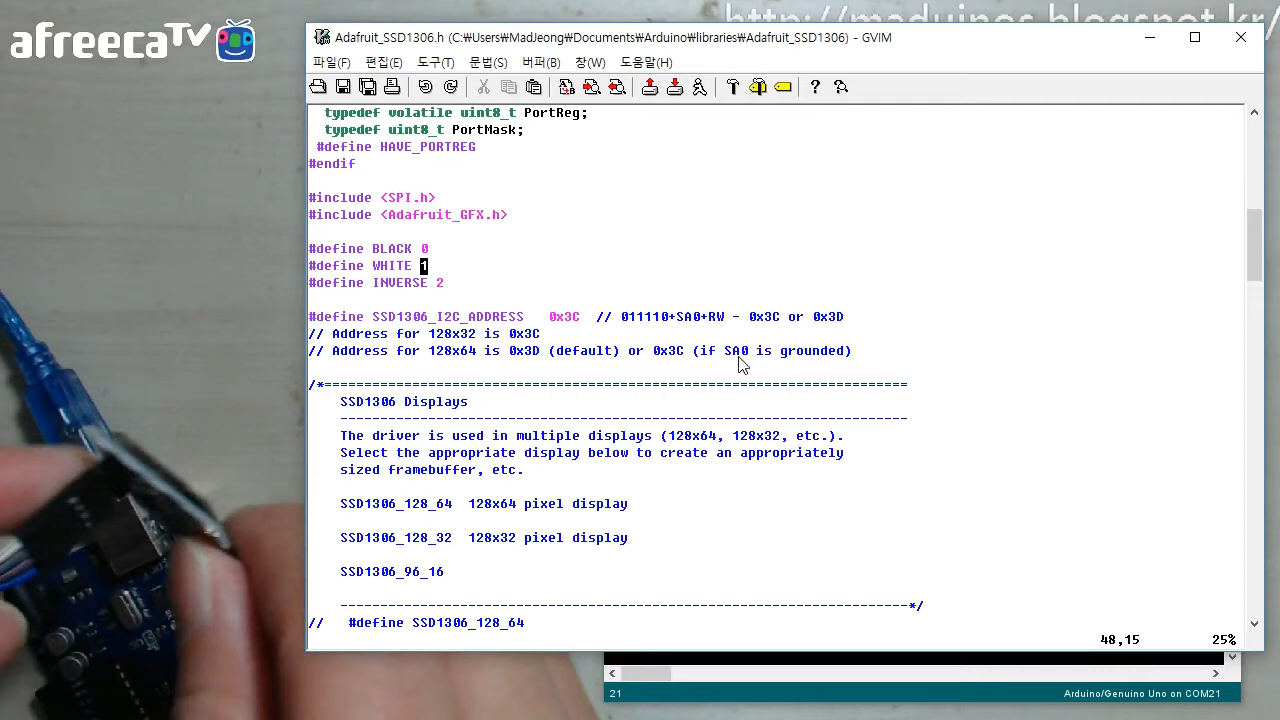 http://maduinos.blogspot.kr/
afreecaTV
Adafruit_SSD1306.h (C:₩Users₩MadJeong₩Documents₩Arduino₩libraries₩Adafruit_SSD1306) - GVIM
파일(F) 편집(E) 도구(T) 문법(S) 버퍼(B) 창(W) 도움말(H)
typedef volatile uint8_t PortReg;
typedef uint8_t PortMask;
#define HAVE_PORTREG
#endif
#include <SPI.h>
#include <Adafruit_GFX.h>
#define BLACK 0
#define WHITE 1
#define INVERSE 2
#define SSD1306_I2C_ADDRESS   0x3C  // 011110+SA0+RW - 0x3C or 0x3D
// Address for 128x32 is 0x3C
// Address for 128x64 is 0x3D (default) or 0x3C (if SA0 is grounded)
/*=========================================================================
SSD1306 Displays
-----------------------------------------------------------------------
The driver is used in multiple displays (128x64, 128x32, etc.).
Select the appropriate display below to create an appropriately
sized framebuffer, etc.
SSD1306_128_64  128x64 pixel display
SSD1306_128_32  128x32 pixel display
SSD1306_96_16
-----------------------------------------------------------------------*/
//   #define SSD1306_128_64
48,15 25%
21 Arduino/Genuino Uno on COM21